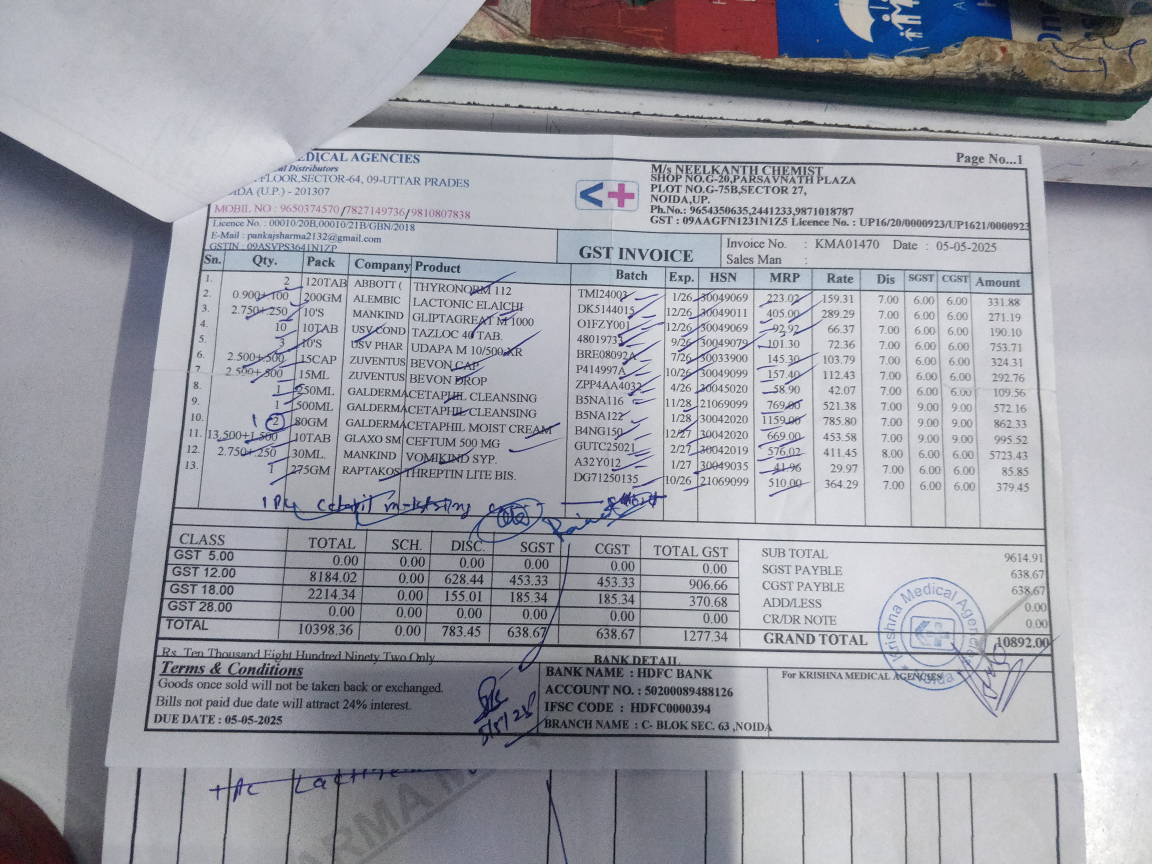 Page No...1
MEDICAL AGENCIES
Distributors
FLOOR,SECTOR-64, 09-UTTAR PRADES
(U.P.) - 201307
MOBIL NO : 9650374570/7827149736/9810807838
Licence No. : 00010/20B,00010/21B/GBN/2018
E-Mail : pankajsharma2132@gmail.com
GSTIN : 09ASVPS3641N1ZP
M/s NEELKANTH CHEMIST
SHOP NO.G-20,PARSAVNATH PLAZA
PLOT NO.G-75B,SECTOR 27,
NOIDA,UP.
Ph.No.: 9654350635,2441233,9871018787
GST : 09AAGFN1231N1Z5 Licence No. : UP16/20/0000923/UP1621/0000923
GST INVOICE
Invoice No. : KMA01470 Date : 05-05-2025
Sales Man :
Sn. Qty. Pack Company Product Batch Exp. HSN MRP Rate Dis SGST CGST Amount
1. 2 120TAB ABBOTT ( THYRONORM 112 TMI24003 1/26 30049069 223.02 159.31 7.00 6.00 6.00 331.88
2. 0.900+.100 200GM ALEMBIC LACTONIC ELAICHI DK5144015 12/26 30049011 405.00 289.29 7.00 6.00 6.00 271.19
3. 2.750+.250 10'S MANKIND GLIPTAGREAT M 1000 O1FZY001 12/26 30049069 92.92 66.37 7.00 6.00 6.00 190.10
4. 10 10TAB USV COND TAZLOC 40 TAB. 48019735 9/26 30049079 101.30 72.36 7.00 6.00 6.00 753.71
5. 3 10'S USV PHAR UDAPA M 10/500 XR BRE08092A 7/26 30033900 145.30 103.79 7.00 6.00 6.00 324.31
6. 2.500+.500 15CAP ZUVENTUS BEVON CAP P414997A 10/26 30049099 157.40 112.43 7.00 6.00 6.00 292.76
7. 2.500+.500 15ML ZUVENTUS BEVON DROP ZPP4AA4032 4/26 30045020 58.90 42.07 7.00 6.00 6.00 109.56
8. 1 250ML GALDERMA CETAPHIL CLEANSING B5NA116 11/28 21069099 769.00 521.38 7.00 9.00 9.00 572.16
9. 1 500ML GALDERMA CETAPHIL CLEANSING B5NA122 1/28 30042020 1159.00 785.80 7.00 9.00 9.00 862.33
10. 1 2 80GM GALDERMA CETAPHIL MOIST CREAM B4NG150 12/27 30042020 669.00 453.58 7.00 9.00 9.00 995.52
11. 13.500+1.500 10TAB GLAXO SM CEFTUM 500 MG GUTC25021 2/27 30042019 576.02 411.45 8.00 6.00 6.00 5723.43
12. 2.750+.250 30ML. MANKIND VOMIKIND SYP. A32Y012 1/27 30049035 41.96 29.97 7.00 6.00 6.00 85.85
13. 1 275GM RAPTAKOS THREPTIN LITE BIS. DG71250135 10/26 21069099 510.00 364.29 7.00 6.00 6.00 379.45
CLASS TOTAL SCH. DISC. SGST CGST TOTAL GST
GST 5.00 0.00 0.00 0.00 0.00 0.00 0.00
GST 12.00 8184.02 0.00 628.44 453.33 453.33 906.66
GST 18.00 2214.34 0.00 155.01 185.34 185.34 370.68
GST 28.00 0.00 0.00 0.00 0.00 0.00 0.00
TOTAL 10398.36 0.00 783.45 638.67 638.67 1277.34
SUB TOTAL 9614.91
SGST PAYBLE 638.67
CGST PAYBLE 638.67
ADD/LESS 0.00
CR/DR NOTE 0.00
GRAND TOTAL 10892.00
Rs. Ten Thousand Eight Hundred Ninety Two Only
Terms & Conditions
Goods once sold will not be taken back or exchanged.
Bills not paid due date will attract 24% interest.
DUE DATE : 05-05-2025
BANK DETAIL
BANK NAME : HDFC BANK
ACCOUNT NO. : 50200089488126
IFSC CODE : HDFC0000394
BRANCH NAME : C- BLOK SEC. 63 ,NOIDA
For KRISHNA MEDICAL AGENCIES
Krishna Medical Agencies
Noida
5/5/25
ARMA